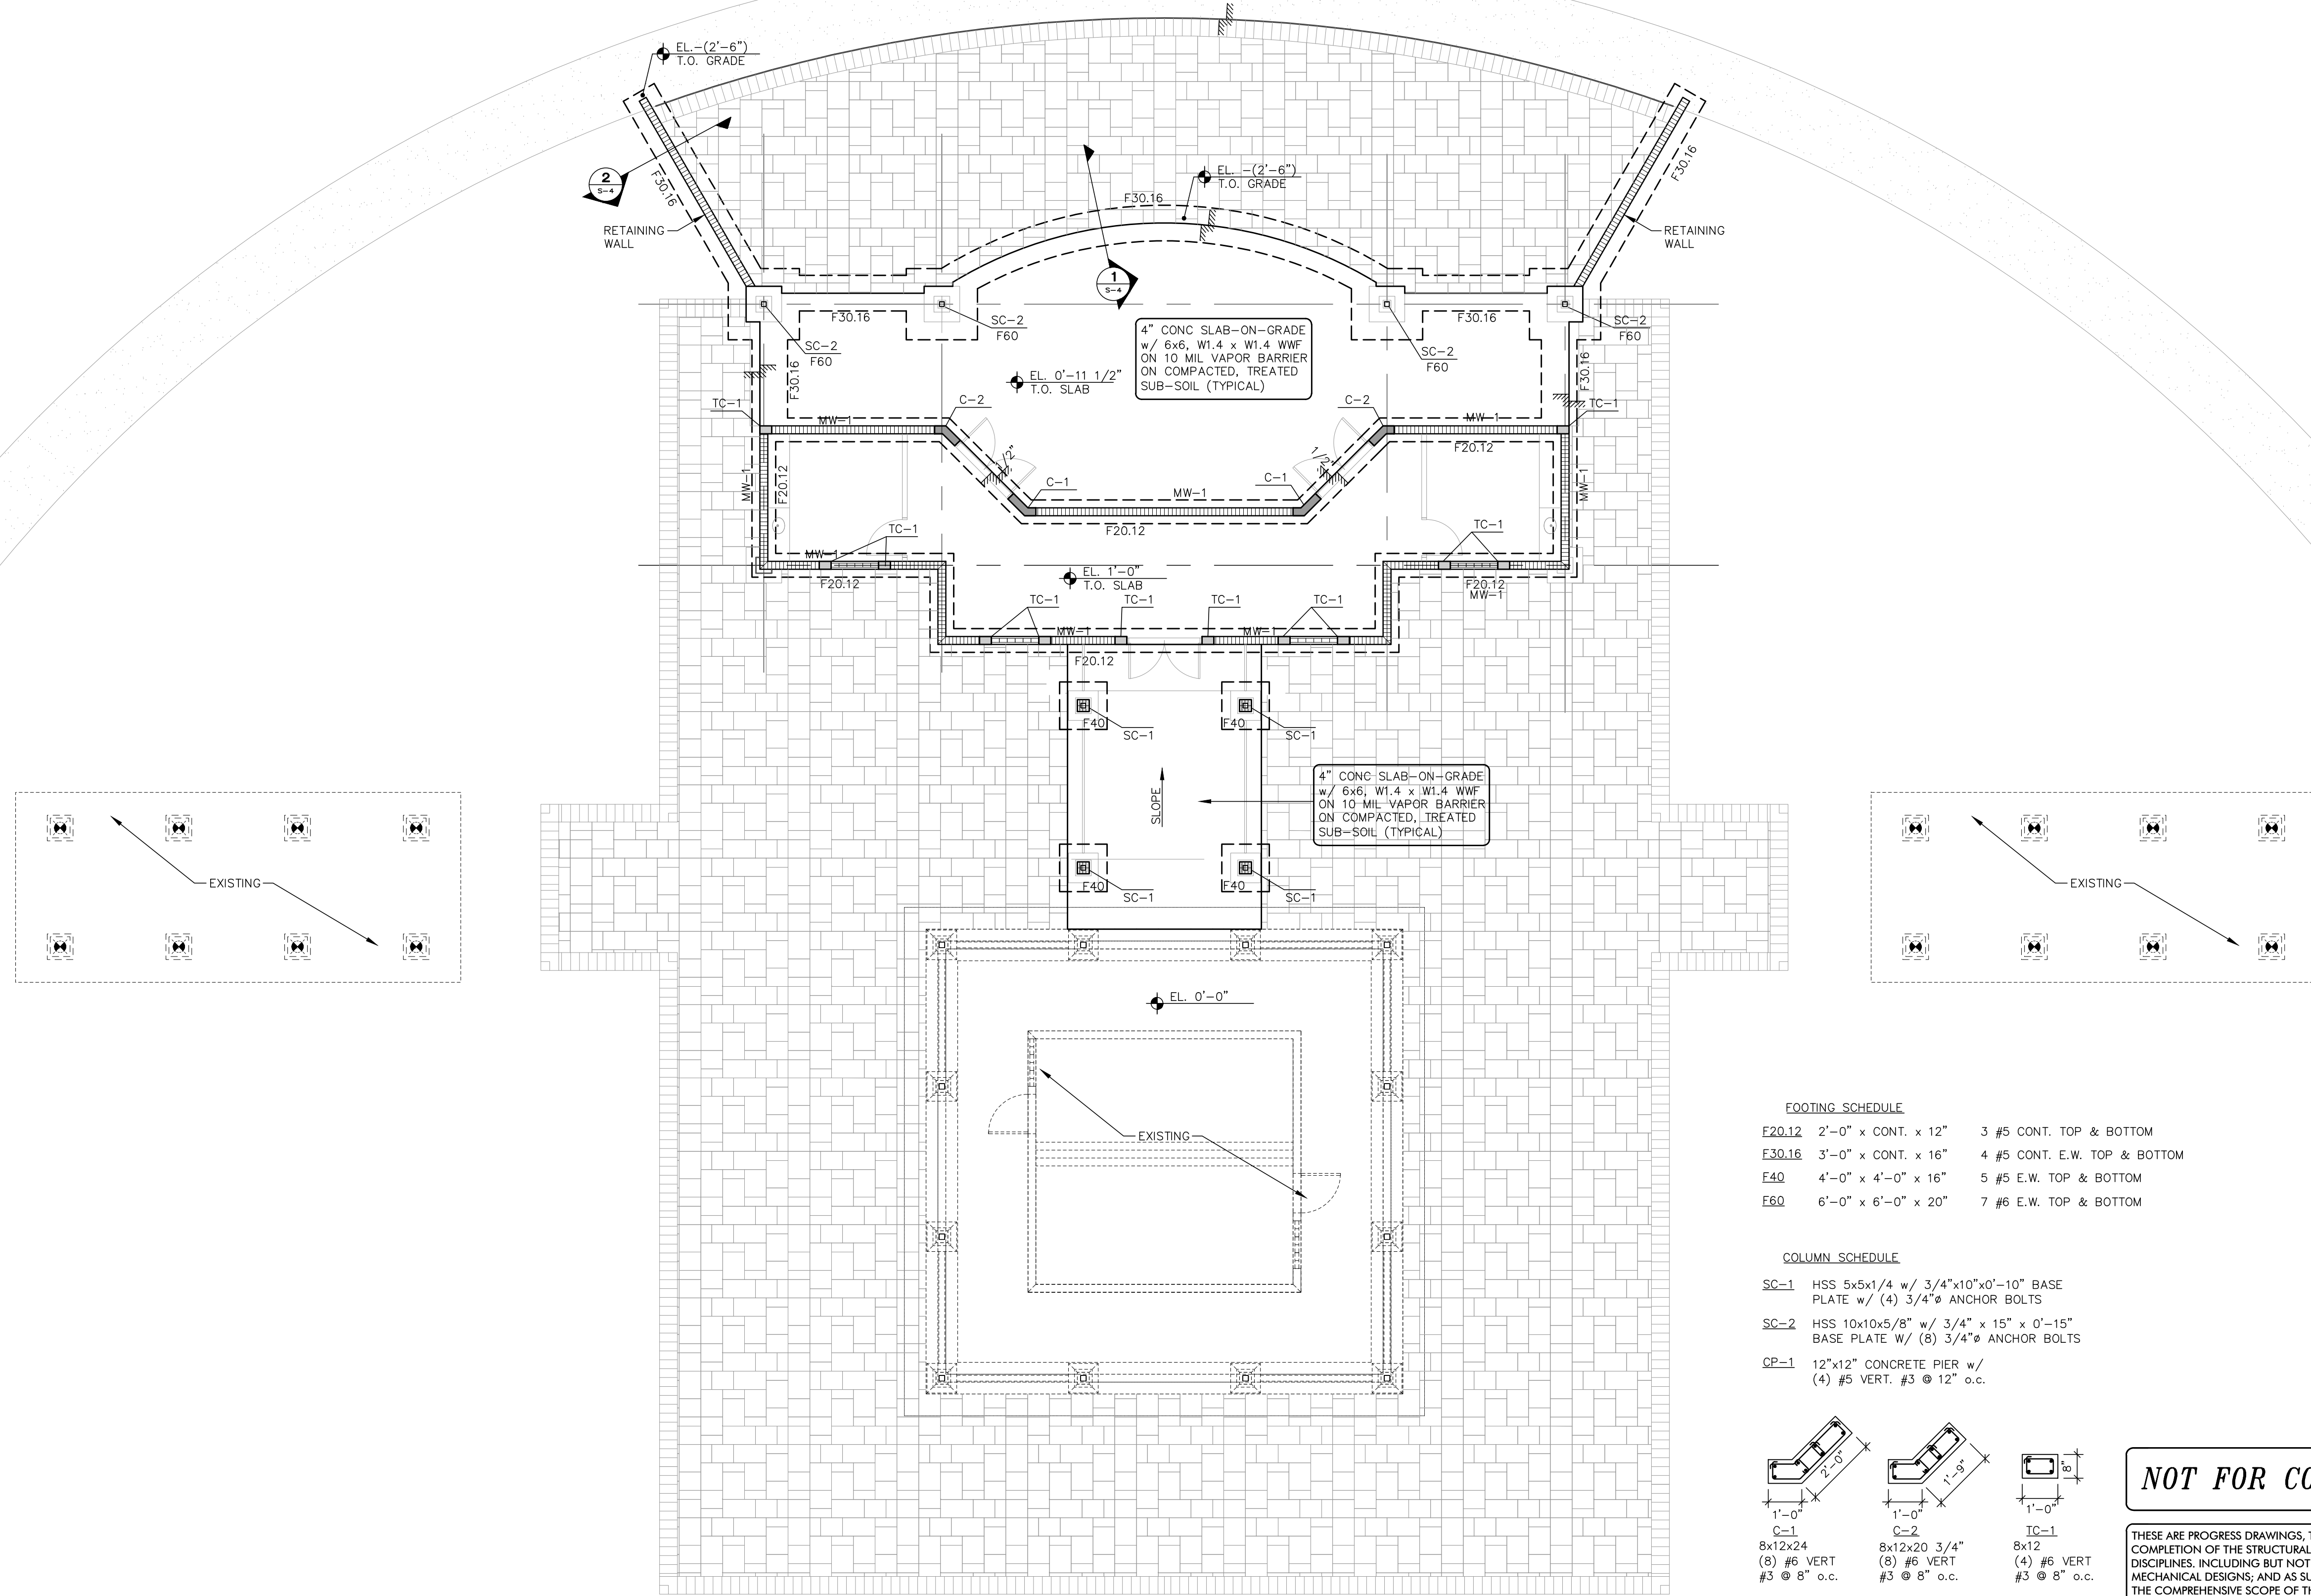 EL.-(2'-6")
T.O. GRADE
2
S-4
F30.16
RETAINING
WALL
EL. -(2'-6")
T.O. GRADE
F30.16
1
S-4
F30.16
RETAINING
WALL
F30.16
SC-2
F60
SC-2
F60
F30.16
SC-2
F60
SC-2
F60
F30.16
F30.16
4" CONC SLAB-ON-GRADE
w/ 6x6, W1.4 x W1.4 WWF
ON 10 MIL VAPOR BARRIER
ON COMPACTED, TREATED
SUB-SOIL (TYPICAL)
EL. 0'-11 1/2"
T.O. SLAB
TC-1
MW-1
C-2
C-2
MW-1
TC-1
F20.12
MW-1
F20.12
1/2"
1/2"
C-1
MW-1
C-1
MW-1
F20.12
TC-1
TC-1
MW-1
F20.12
EL. 1'-0"
T.O. SLAB
F20.12
MW-1
TC-1
TC-1
TC-1
TC-1
MW-1
MW-1
F20.12
F40
SC-1
F40
SC-1
SLOPE
4" CONC SLAB-ON-GRADE
w/ 6x6, W1.4 x W1.4 WWF
ON 10 MIL VAPOR BARRIER
ON COMPACTED, TREATED
SUB-SOIL (TYPICAL)
F40
SC-1
F40
SC-1
EXISTING
EXISTING
EL. 0'-0"
EXISTING
FOOTING SCHEDULE
F20.12 2'-0" x CONT. x 12" 3 #5 CONT. TOP & BOTTOM
F30.16 3'-0" x CONT. x 16" 4 #5 CONT. E.W. TOP & BOTTOM
F40 4'-0" x 4'-0" x 16" 5 #5 E.W. TOP & BOTTOM
F60 6'-0" x 6'-0" x 20" 7 #6 E.W. TOP & BOTTOM
COLUMN SCHEDULE
SC-1 HSS 5x5x1/4 w/ 3/4"x10"x0'-10" BASE
PLATE w/ (4) 3/4"ø ANCHOR BOLTS
SC-2 HSS 10x10x5/8" w/ 3/4" x 15" x 0'-15"
BASE PLATE W/ (8) 3/4"ø ANCHOR BOLTS
CP-1 12"x12" CONCRETE PIER w/
(4) #5 VERT. #3 @ 12" o.c.
2'-0"
1'-0"
C-1
8x12x24
(8) #6 VERT
#3 @ 8" o.c.
1'-9"
1'-0"
C-2
8x12x20 3/4"
(8) #6 VERT
#3 @ 8" o.c.
8"
1'-0"
TC-1
8x12
(4) #6 VERT
#3 @ 8" o.c.
NOT FOR CO
THESE ARE PROGRESS DRAWINGS, T
COMPLETION OF THE STRUCTURAL
DISCIPLINES. INCLUDING BUT NOT
MECHANICAL DESIGNS; AND AS SU
THE COMPREHENSIVE SCOPE OF T